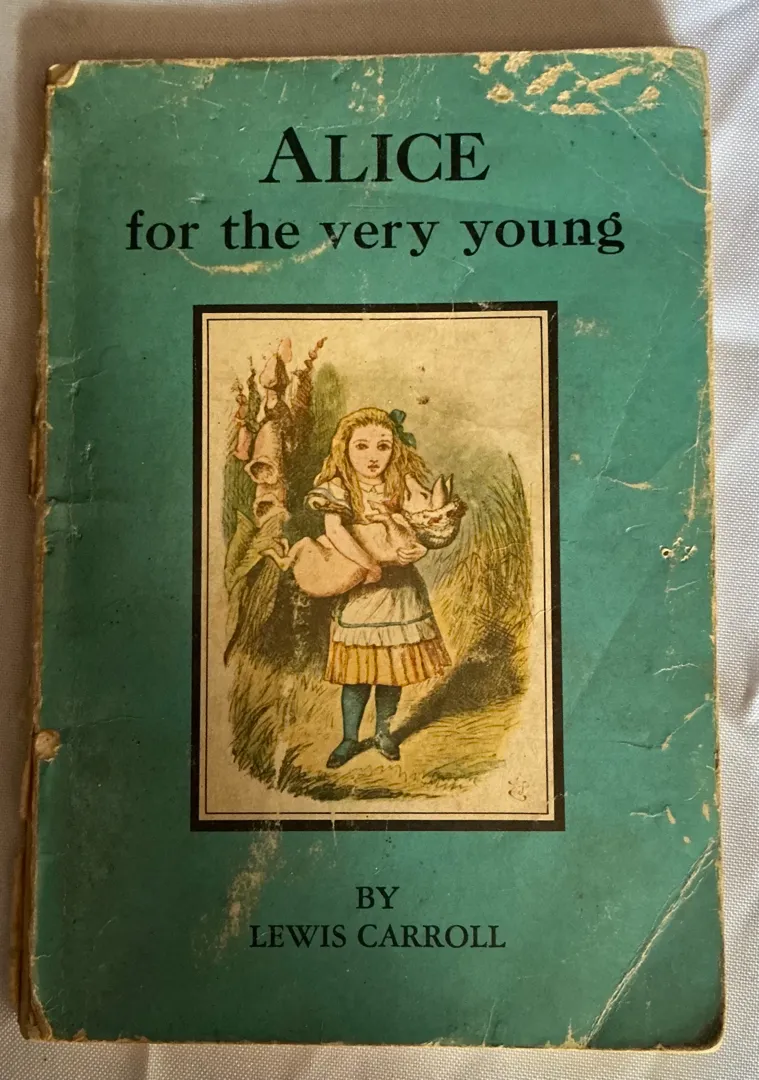 ALICE
for the very young
BY
LEWIS CARROLL